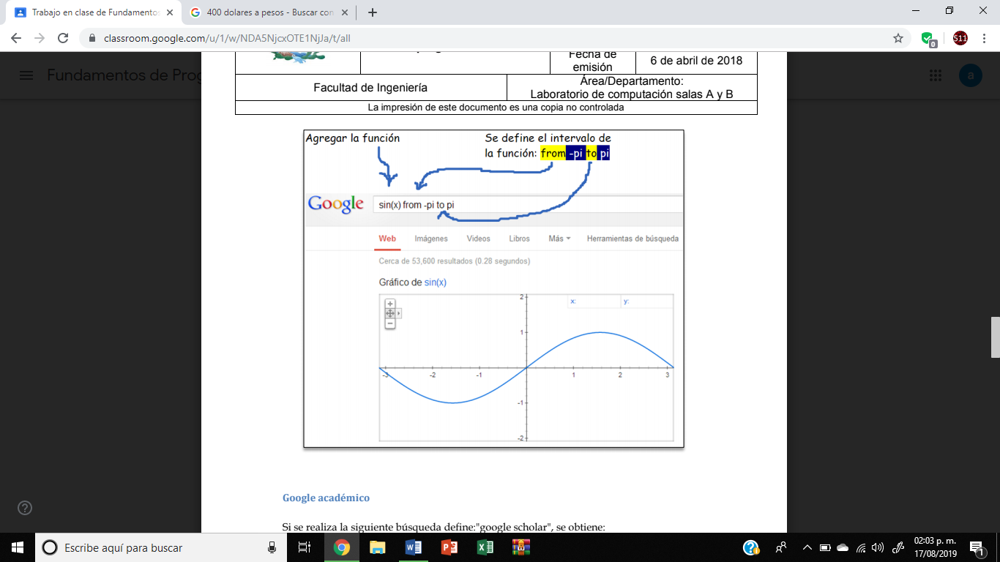 Trabajo en clase de Fundamento
400 dolares a pesos - Buscar con
classroom.google.com/u/1/w/NDA5NjcxOTE1NjJa/t/all
0
S11
Fundamentos de Prog
a
Fecha de
emisión
6 de abril de 2018
Facultad de Ingeniería
Área/Departamento:
Laboratorio de computación salas A y B
La impresión de este documento es una copia no controlada
Agregar la función
Se define el intervalo de
la función: from -pi to pi
Google
sin(x) from -pi to pi
Web Imágenes Videos Libros Más Herramientas de búsqueda
Cerca de 53,600 resultados (0.28 segundos)
Gráfico de sin(x)
x: y:
2
1
-3 -2 -1 1 2 3
-1
-2
Google académico
Si se realiza la siguiente búsqueda define:"google scholar", se obtiene:
Escribe aquí para buscar
02:03 p. m.
17/08/2019
1